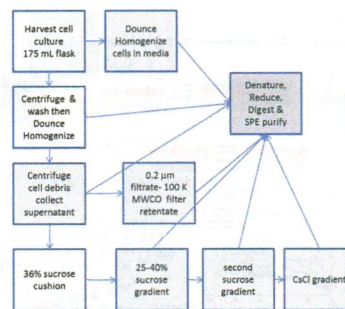 Harvest cell
culture
175 mL flask
Dounce
Homogenize
cells in media
Centrifuge &
wash then
Dounce
Homogenize
Denature,
Reduce,
Digest &
SPE purify
Centrifuge
cell debris
collect
supernatant
0.2 µm
filtrate- 100 K
MWCO filter
retentate
36% sucrose
cushion
25-40%
sucrose
gradient
second
sucrose
gradient
CsCl gradient